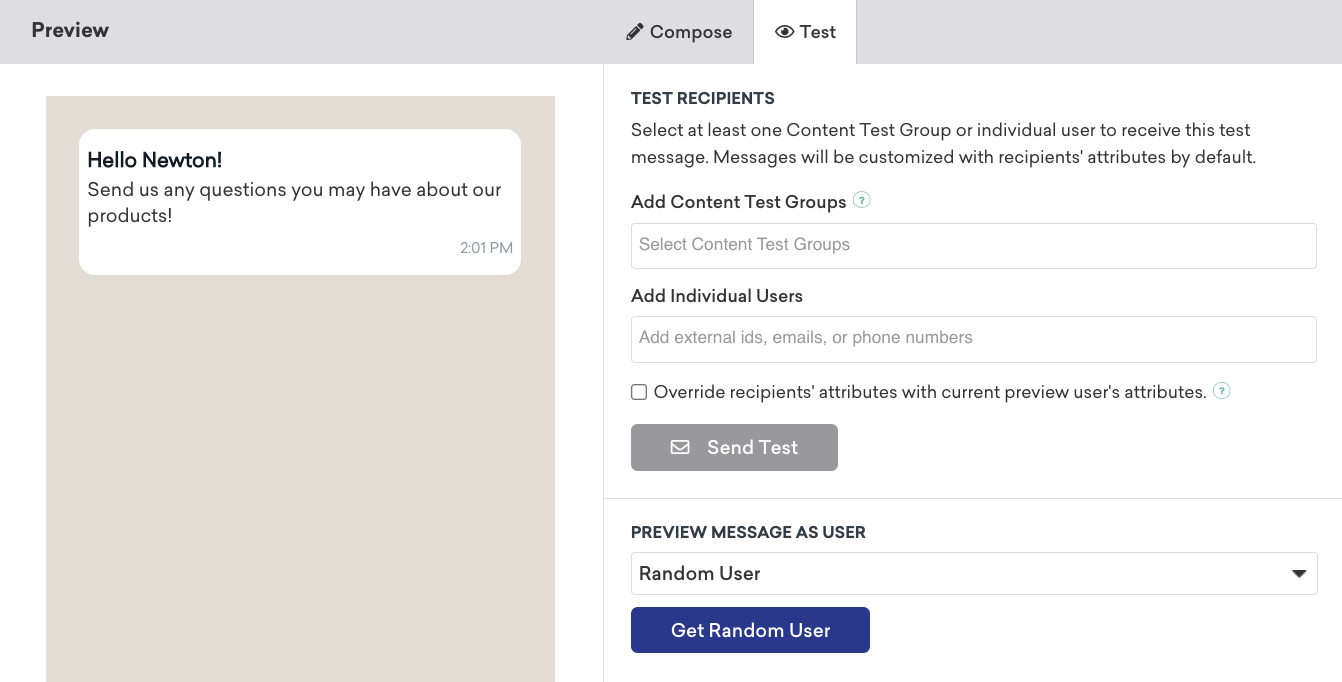 Preview
Compose
Test
Hello Newton!
Send us any questions you may have about our
products!
2:01 PM
TEST RECIPIENTS
Select at least one Content Test Group or individual user to receive this test
message. Messages will be customized with recipients' attributes by default.
Add Content Test Groups ?
Select Content Test Groups
Add Individual Users
Add external ids, emails, or phone numbers
Override recipients' attributes with current preview user's attributes. ?
Send Test
PREVIEW MESSAGE AS USER
Random User
Get Random User